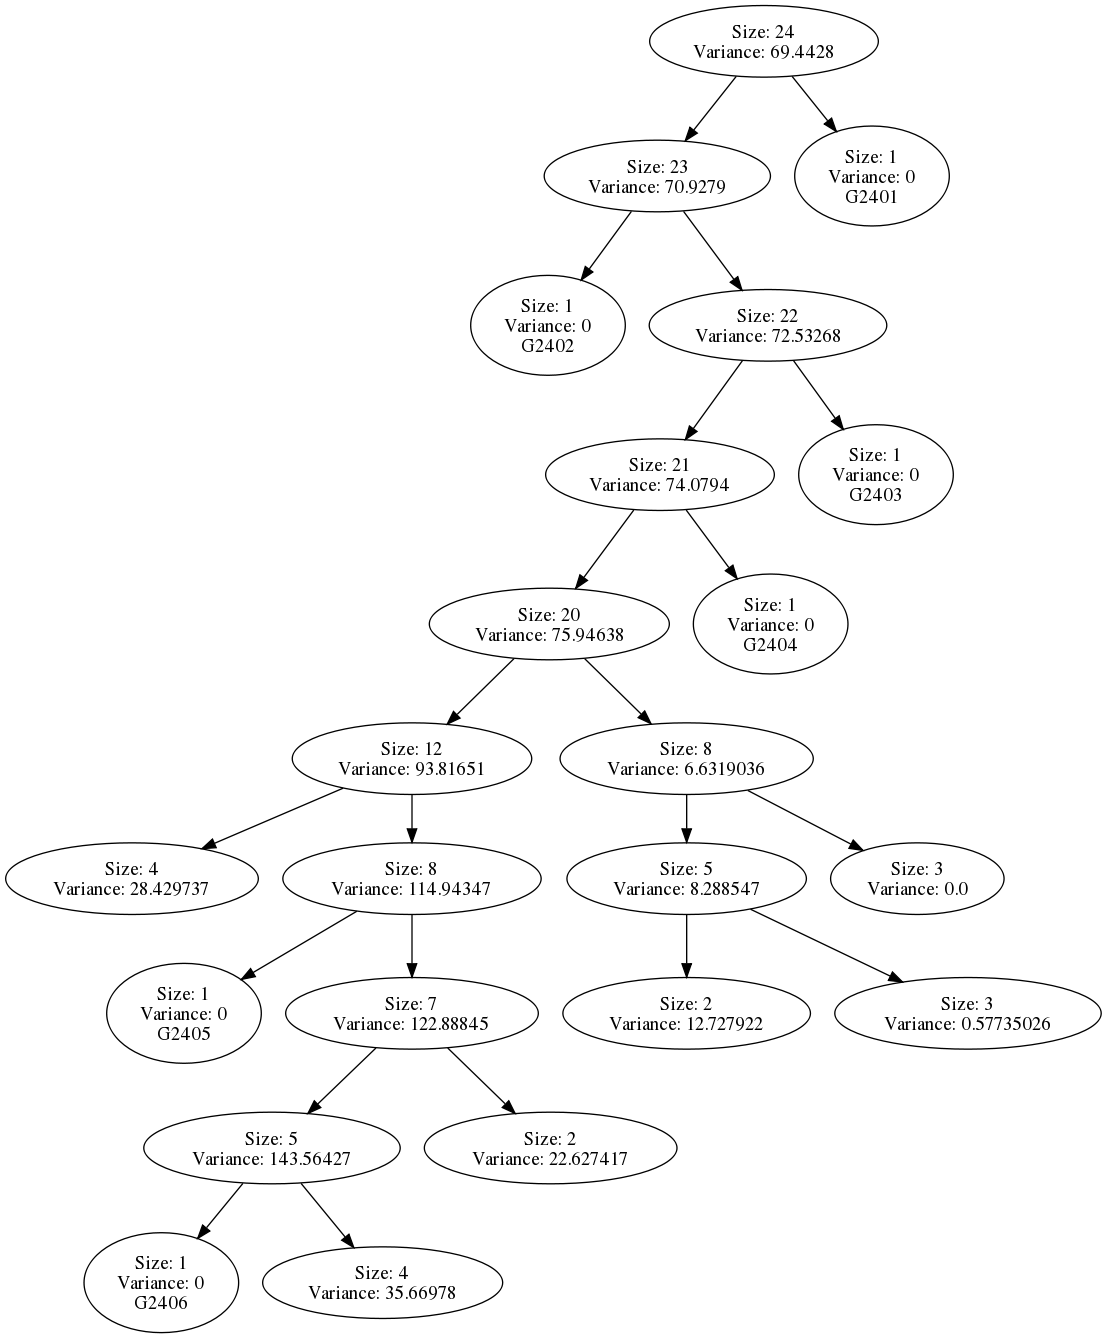 Size: 24
Variance: 69.4428
Size: 23
Variance: 70.9279
Size: 1
Variance: 0
G2401
Size: 1
Variance: 0
G2402
Size: 22
Variance: 72.53268
Size: 21
Variance: 74.0794
Size: 1
Variance: 0
G2403
Size: 20
Variance: 75.94638
Size: 1
Variance: 0
G2404
Size: 12
Variance: 93.81651
Size: 8
Variance: 6.6319036
Size: 4
Variance: 28.429737
Size: 8
Variance: 114.94347
Size: 5
Variance: 8.288547
Size: 3
Variance: 0.0
Size: 1
Variance: 0
G2405
Size: 7
Variance: 122.88845
Size: 2
Variance: 12.727922
Size: 3
Variance: 0.57735026
Size: 5
Variance: 143.56427
Size: 2
Variance: 22.627417
Size: 1
Variance: 0
G2406
Size: 4
Variance: 35.66978